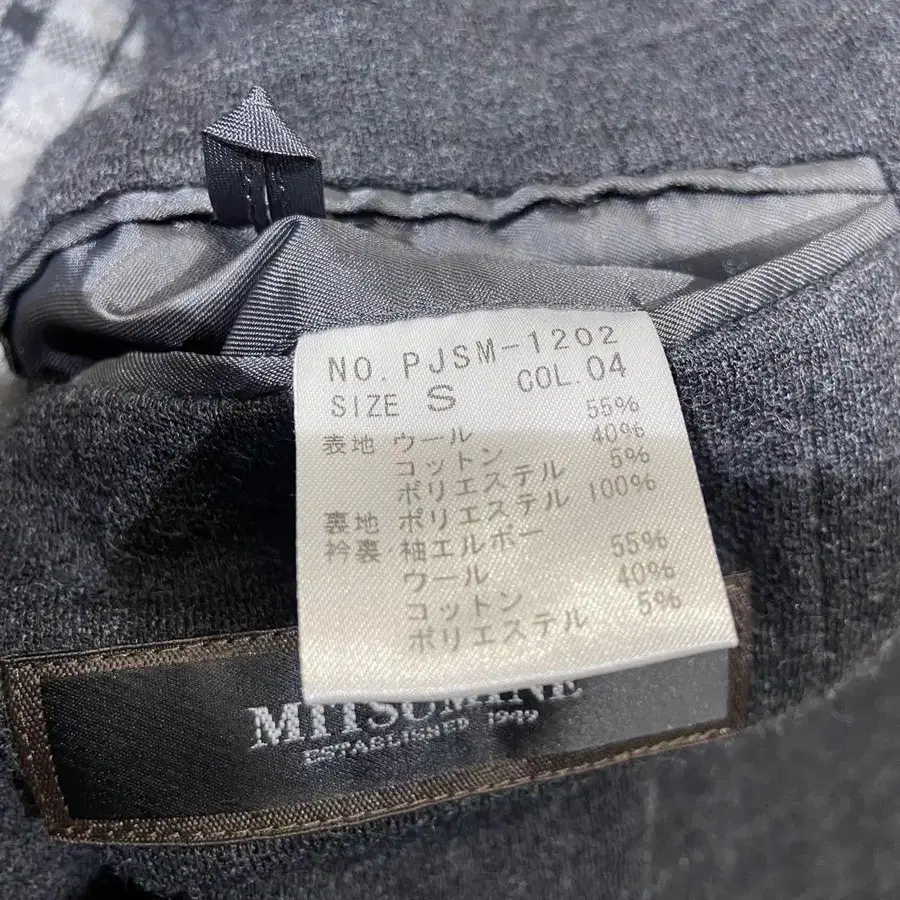 NO. PJSM-1202
SIZE S COL.04
表地 ウール 55%
コットン 40%
ポリエステル 5%
裏地 ポリエステル 100%
衿裏、袖エルボー
ウール 55%
コットン 40%
ポリエステル 5%
MITSUMINE
ESTABLISHED